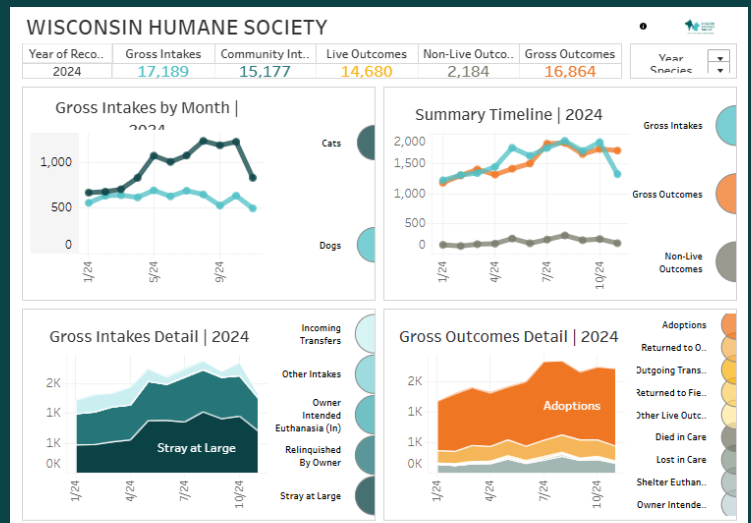 WISCONSIN HUMANE SOCIETY
Year of Reco.. Gross Intakes Community Int.. Live Outcomes Non-Live Outco.. Gross Outcomes
2024 17,189 15,177 14,680 2,184 16,864
Year
Species
Gross Intakes by Month |
2024
1,000
500
0
1/24 5/24 9/24
Cats
Dogs
Summary Timeline | 2024
2,000
1,500
1,000
500
0
1/24 4/24 7/24 10/24
Gross Intakes
Gross Outcomes
Non-Live
Outcomes
Gross Intakes Detail | 2024
2K
1K
1K
0K
Stray at Large
1/24 4/24 7/24 10/24
Incoming
Transfers
Other Intakes
Owner
Intended
Euthanasia (In)
Relinquished
By Owner
Stray at Large
Gross Outcomes Detail | 2024
2K
1K
1K
0K
Adoptions
1/24 4/24 7/24 10/24
Adoptions
Returned to O..
Outgoing Trans..
Returned to Fie..
Other Live Outc..
Died in Care
Lost in Care
Shelter Euthan..
Owner Intende..